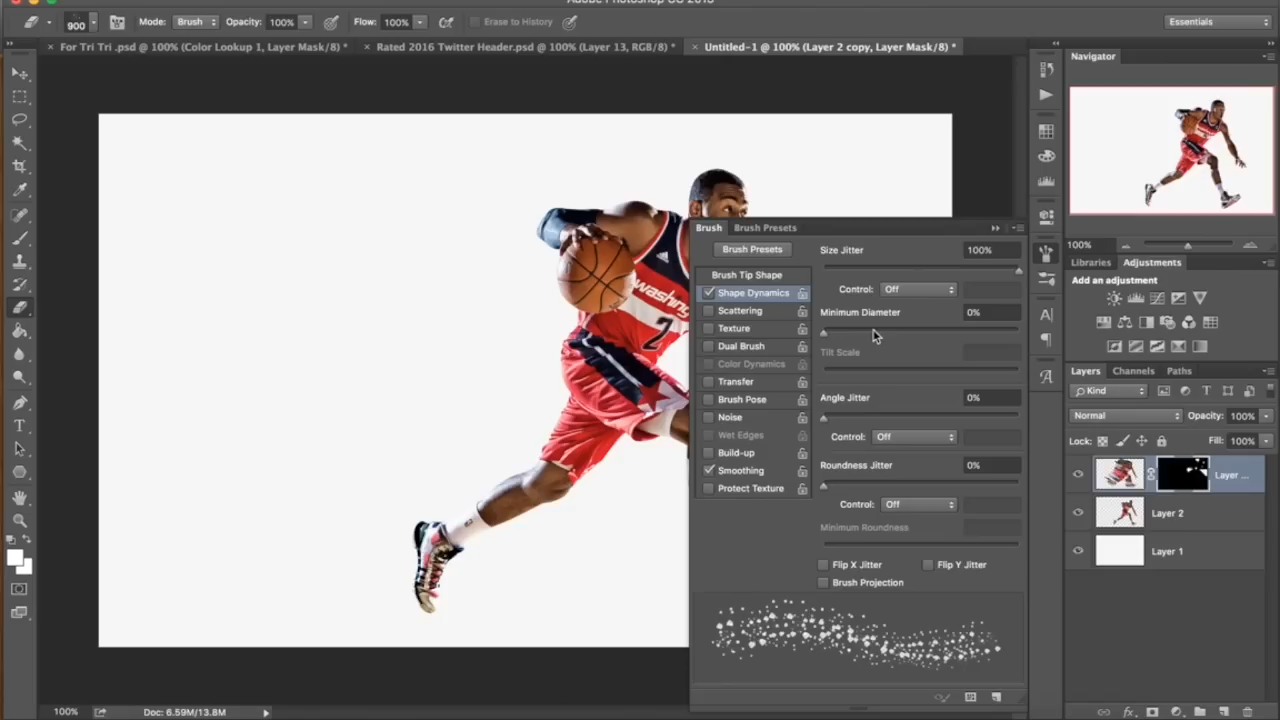 Adobe Photoshop CC 2015
900 Mode: Brush Opacity: 100% Flow: 100% Erase to History Essentials
For Tri Tri .psd @ 100% (Color Lookup 1, Layer Mask/8) * Rated 2016 Twitter Header.psd @ 100% (Layer 13, RGB/8) * Untitled-1 @ 100% (Layer 2 copy, Layer Mask/8) *
Navigator
100%
Libraries Adjustments
Add an adjustment
Layers Channels Paths
Kind
Normal Opacity: 100%
Lock: Fill: 100%
Layer ...
Layer 2
Layer 1
Brush Brush Presets
Brush Presets
Brush Tip Shape
Shape Dynamics
Scattering
Texture
Dual Brush
Color Dynamics
Transfer
Brush Pose
Noise
Wet Edges
Build-up
Smoothing
Protect Texture
Size Jitter 100%
Control: Off
Minimum Diameter 0%
Tilt Scale
Angle Jitter 0%
Control: Off
Roundness Jitter 0%
Control: Off
Minimum Roundness
Flip X Jitter Flip Y Jitter
Brush Projection
washing
2
100% Doc: 6.59M/13.8M